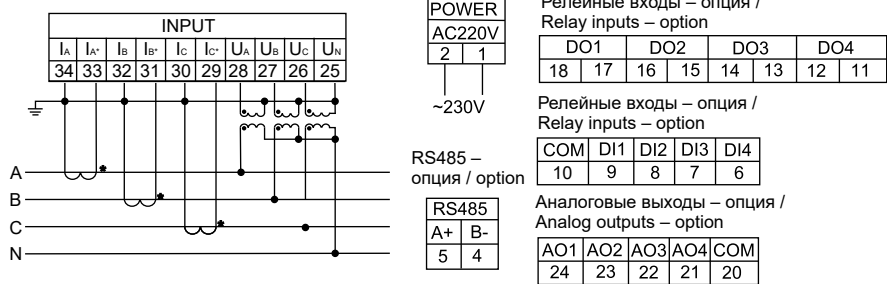 INPUT
IA IA* IB IB* IC IC* UA UB UC UN
34 33 32 31 30 29 28 27 26 25
A
*
B
*
C
*
N
POWER
AC220V
2 1
~230V
RS485 –
опция / option
RS485
A+ B-
5 4
Релейные входы – опция /
Relay inputs – option
DO1 DO2 DO3 DO4
18 17 16 15 14 13 12 11
Релейные входы – опция /
Relay inputs – option
COM DI1 DI2 DI3 DI4
10 9 8 7 6
Аналоговые выходы – опция /
Analog outputs – option
AO1 AO2 AO3 AO4 COM
24 23 22 21 20